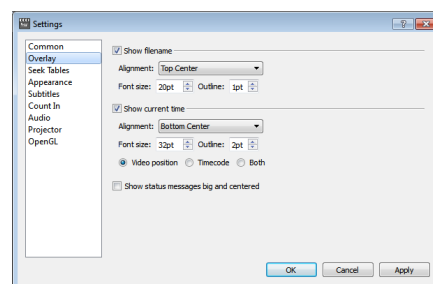 Settings
Common
Overlay
Seek Tables
Appearance
Subtitles
Count In
Audio
Projector
OpenGL
Show filename
Alignment: Top Center
Font size: 20pt Outline: 1pt
Show current time
Alignment: Bottom Center
Font size: 32pt Outline: 2pt
Video position Timecode Both
Show status messages big and centered
OK Cancel Apply